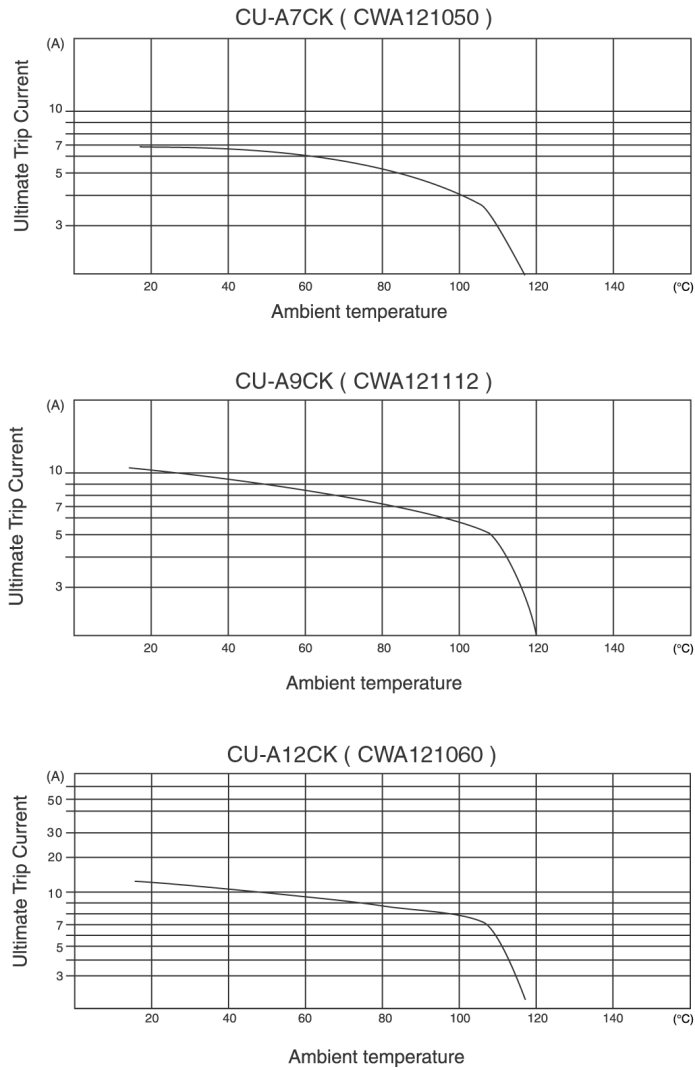 CU-A7CK ( CWA121050 )
(A)
Ultimate Trip Current
10
7
5
3
20 40 60 80 100 120 140 (°C)
Ambient temperature
CU-A9CK ( CWA121112 )
(A)
Ultimate Trip Current
10
7
5
3
20 40 60 80 100 120 140 (°C)
Ambient temperature
CU-A12CK ( CWA121060 )
(A)
Ultimate Trip Current
50
30
20
10
7
5
3
20 40 60 80 100 120 140 (°C)
Ambient temperature